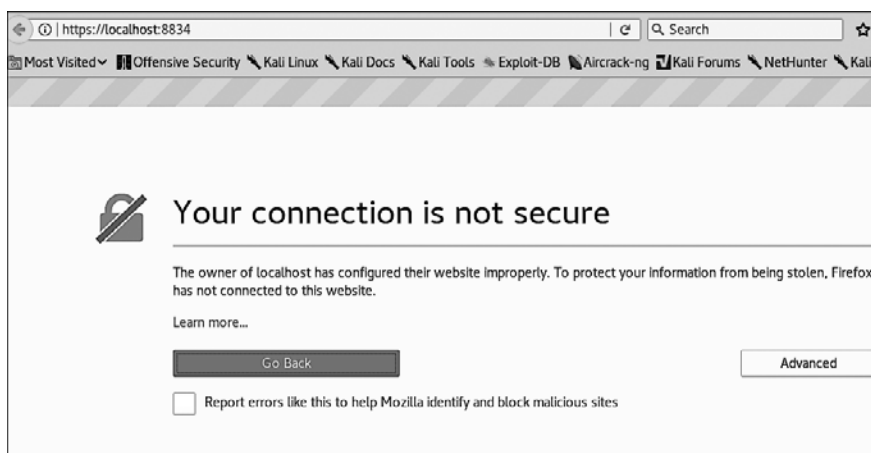 https://localhost:8834 Search
Most Visited Offensive Security Kali Linux Kali Docs Kali Tools Exploit-DB Aircrack-ng Kali Forums NetHunter Kali
Your connection is not secure
The owner of localhost has configured their website improperly. To protect your information from being stolen, Firefox
has not connected to this website.
Learn more...
Go Back Advanced
Report errors like this to help Mozilla identify and block malicious sites